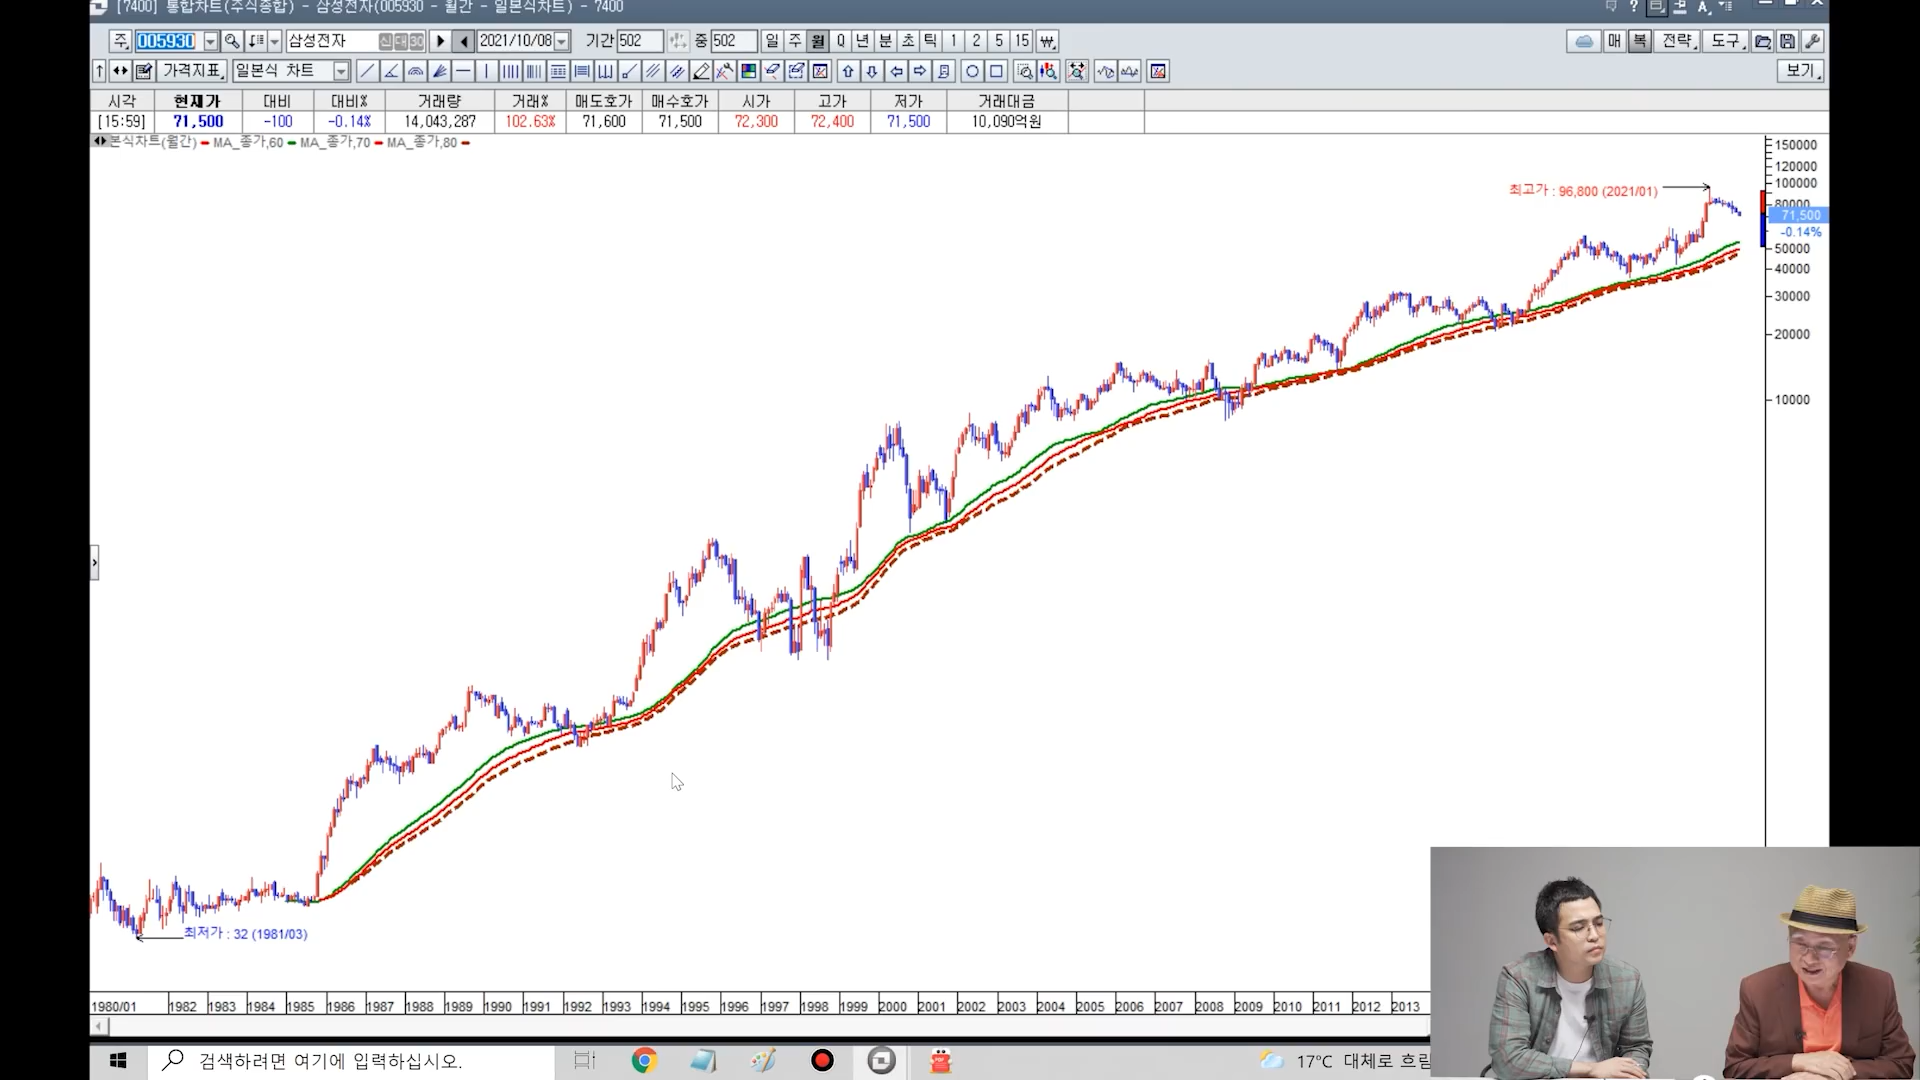 [7400] 통합차트(주식종합) - 삼성전자(005930 - 월간 - 일본식차트) - 7400
주 005930 삼성전자 신 대 30 2021/10/08 기간 502 중 502 일 주 월 Q 년 분 초 틱 1 2 5 15 ₩ 매 복 전략 도구
가격지표 일본식 차트 보기
시각 현재가 대비 대비% 거래량 거래% 매도호가 매수호가 시가 고가 저가 거래대금
[15:59] 71,500 -100 -0.14% 14,043,287 102.63% 71,600 71,500 72,300 72,400 71,500 10,090억원
본식차트(월간) MA_종가,60 MA_종가,70 MA_종가,80
150000
120000
100000
최고가 : 96,800 (2021/01)
80000
71,500
-0.14%
50000
40000
30000
20000
10000
최저가 : 32 (1981/03)
1980/01 1982 1983 1984 1985 1986 1987 1988 1989 1990 1991 1992 1993 1994 1995 1996 1997 1998 1999 2000 2001 2002 2003 2004 2005 2006 2007 2008 2009 2010 2011 2012 2013
검색하려면 여기에 입력하십시오. 17°C 대체로 흐림